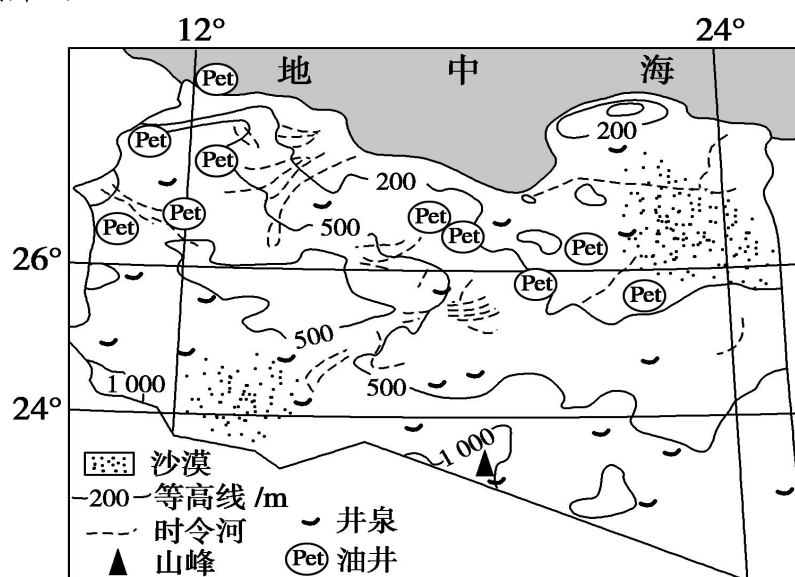 12° 24°
地 中 海
Pet
Pet 200
Pet
200
Pet Pet 500 Pet
Pet Pet
26°
Pet Pet
500
1 000 500
24°
1 000
沙漠
200 等高线/m
时令河 井泉
山峰 Pet 油井